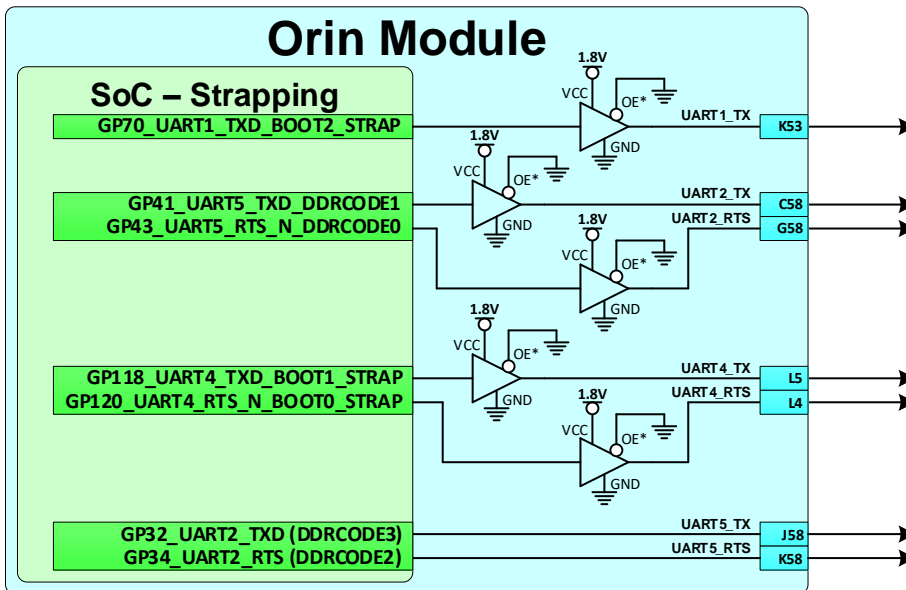 Orin Module
SoC – Strapping
1.8V
VCC
OE*
GP70_UART1_TXD_BOOT2_STRAP
UART1_TX
K53
GND
1.8V
VCC
OE*
GP41_UART5_TXD_DDRCODE1
UART2_TX
C58
GND
GP43_UART5_RTS_N_DDRCODE0
UART2_RTS
G58
1.8V
VCC
OE*
GND
1.8V
VCC
OE*
GP118_UART4_TXD_BOOT1_STRAP
UART4_TX
L5
GND
GP120_UART4_RTS_N_BOOT0_STRAP
UART4_RTS
L4
1.8V
VCC
OE*
GND
GP32_UART2_TXD (DDRCODE3)
UART5_TX
J58
GP34_UART2_RTS (DDRCODE2)
UART5_RTS
K58